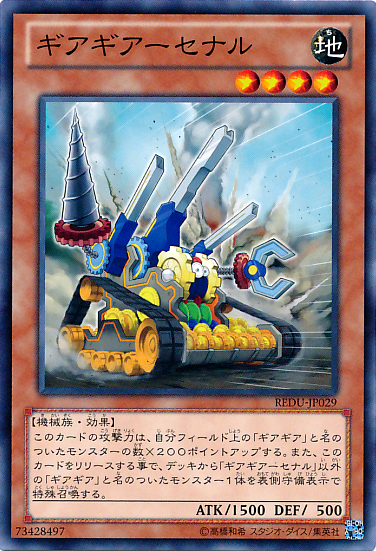 ギアギアーセナル
地
REDU-JP029
【機械族・効果】
このカードの攻撃力は、自分フィールド上の「ギアギア」と名
のついたモンスターの数×200ポイントアップする。また、この
カードをリリースする事で、デッキから「ギアギアーセナル」以外
の「ギアギア」と名のついたモンスター1体を表側守備表示で
特殊召喚する。
ATK/1500 DEF/ 500
73428497
©高橋和希 スタジオ・ダイス/集英社